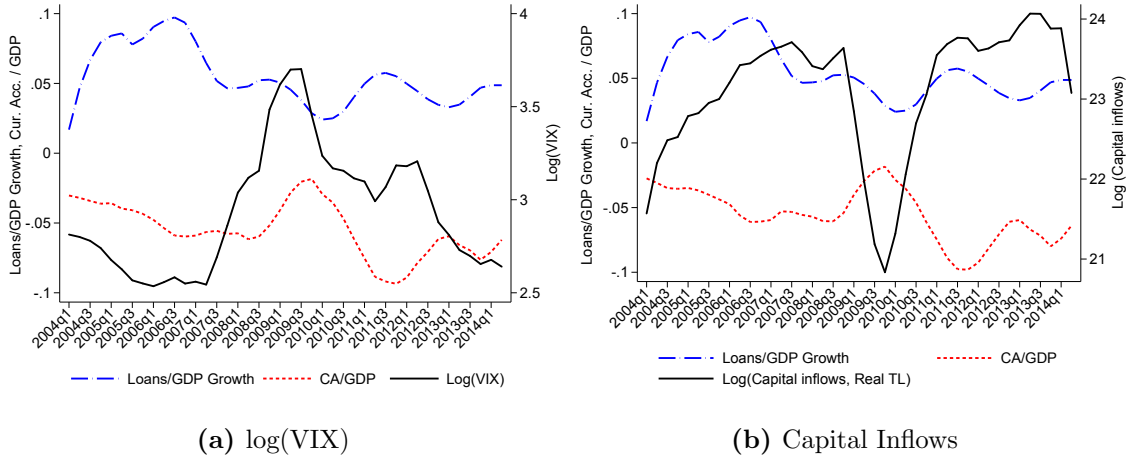 .1
.05
0
-.05
-.1
Loans/GDP Growth, Cur. Acc. / GDP
4
3.5
3
2.5
Log(VIX)
2004q1
2004q3
2005q1
2005q3
2006q1
2006q3
2007q1
2007q3
2008q1
2008q3
2009q1
2009q3
2010q1
2010q3
2011q1
2011q3
2012q1
2012q3
2013q1
2013q3
2014q1
Loans/GDP Growth CA/GDP Log(VIX)
(a) log(VIX)
.1
.05
0
-.05
-.1
Loans/GDP Growth, Cur. Acc. / GDP
24
23
22
21
Log (Capital inflows)
2004q1
2004q3
2005q1
2005q3
2006q1
2006q3
2007q1
2007q3
2008q1
2008q3
2009q1
2009q3
2010q1
2010q3
2011q1
2011q3
2012q1
2012q3
2013q1
2013q3
2014q1
Loans/GDP Growth CA/GDP
Log(Capital inflows, Real TL)
(b) Capital Inflows